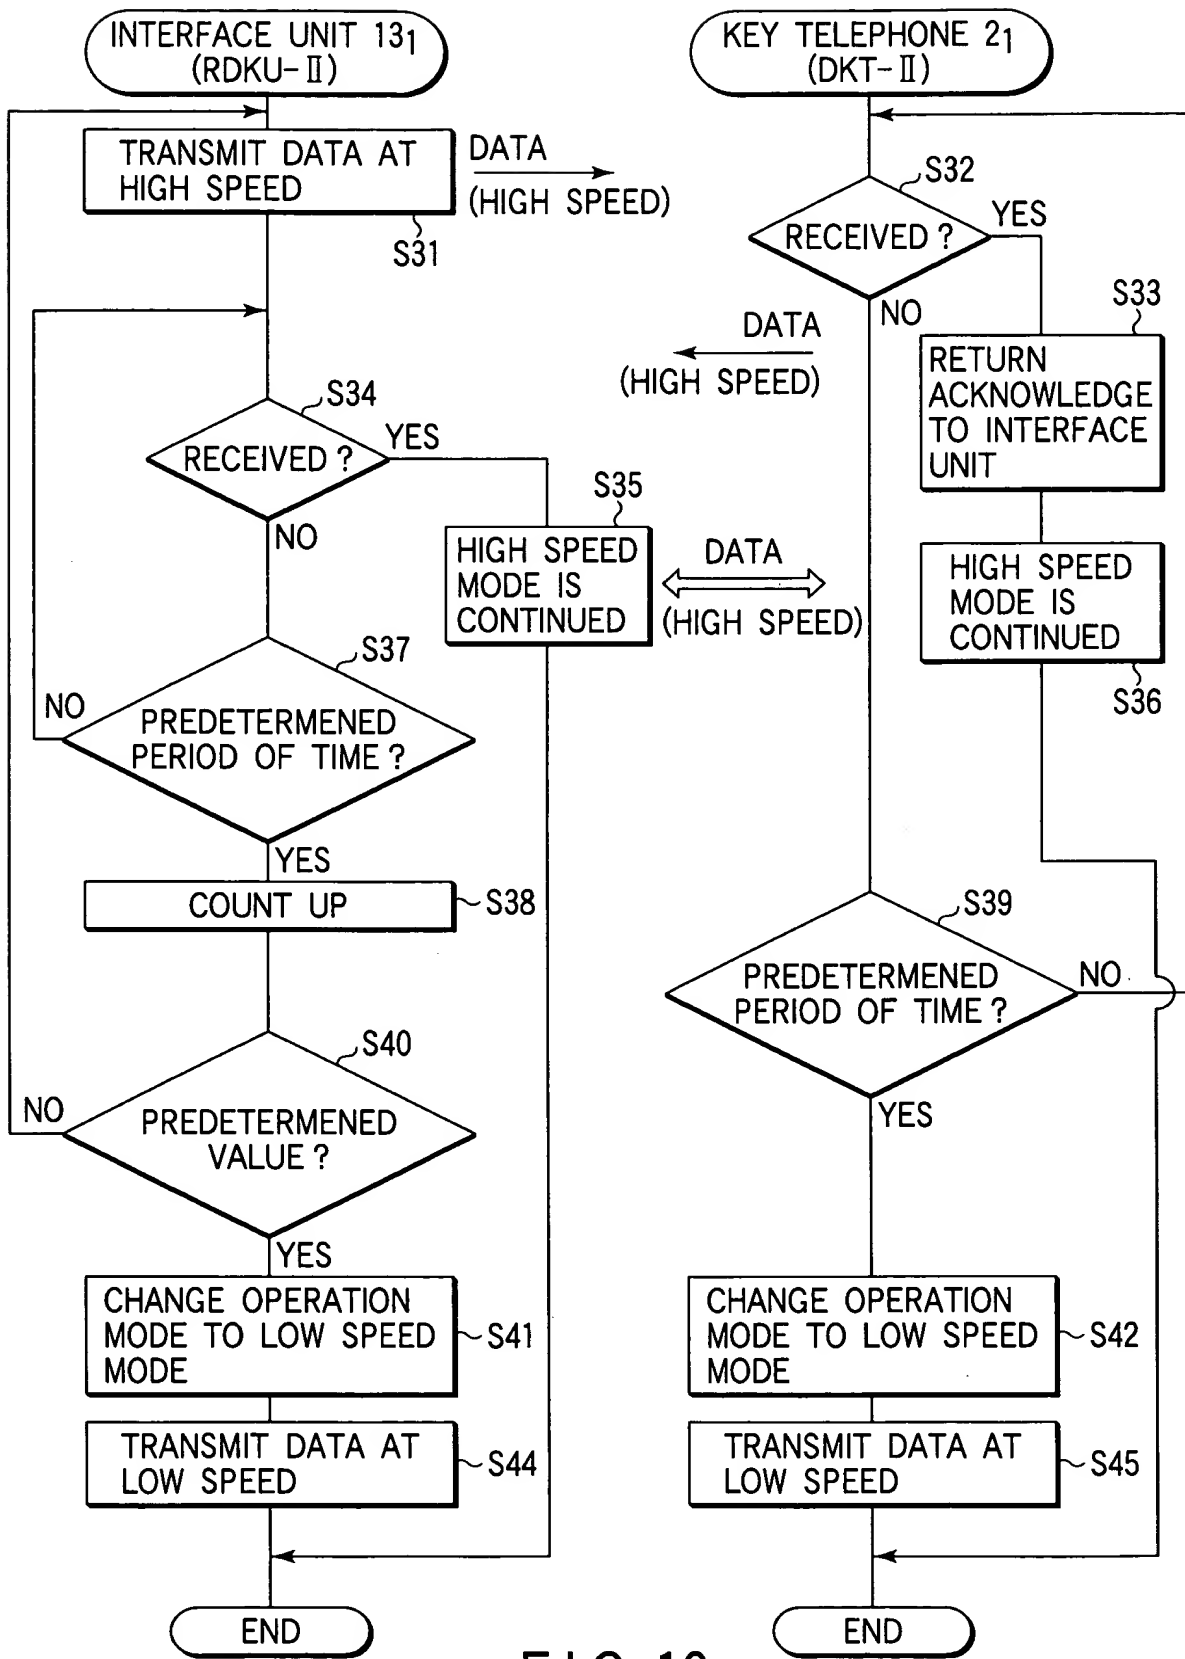 INTERFACE UNIT 13₁
(RDKU-Ⅱ)
TRANSMIT DATA AT
HIGH SPEED
S31
DATA
(HIGH SPEED)
S34
RECEIVED ?
YES
NO
S35
HIGH SPEED
MODE IS
CONTINUED
S37
NO
PREDETERMENED
PERIOD OF TIME ?
YES
COUNT UP
S38
S40
NO
PREDETERMENED
VALUE ?
YES
CHANGE OPERATION
MODE TO LOW SPEED
MODE
S41
TRANSMIT DATA AT
LOW SPEED
S44
END
DATA
(HIGH SPEED)
DATA
(HIGH SPEED)
KEY TELEPHONE 2₁
(DKT-Ⅱ)
S32
RECEIVED ?
YES
NO
S33
RETURN
ACKNOWLEDGE
TO INTERFACE
UNIT
HIGH SPEED
MODE IS
CONTINUED
S36
S39
PREDETERMENED
PERIOD OF TIME ?
NO
YES
CHANGE OPERATION
MODE TO LOW SPEED
MODE
S42
TRANSMIT DATA AT
LOW SPEED
S45
END